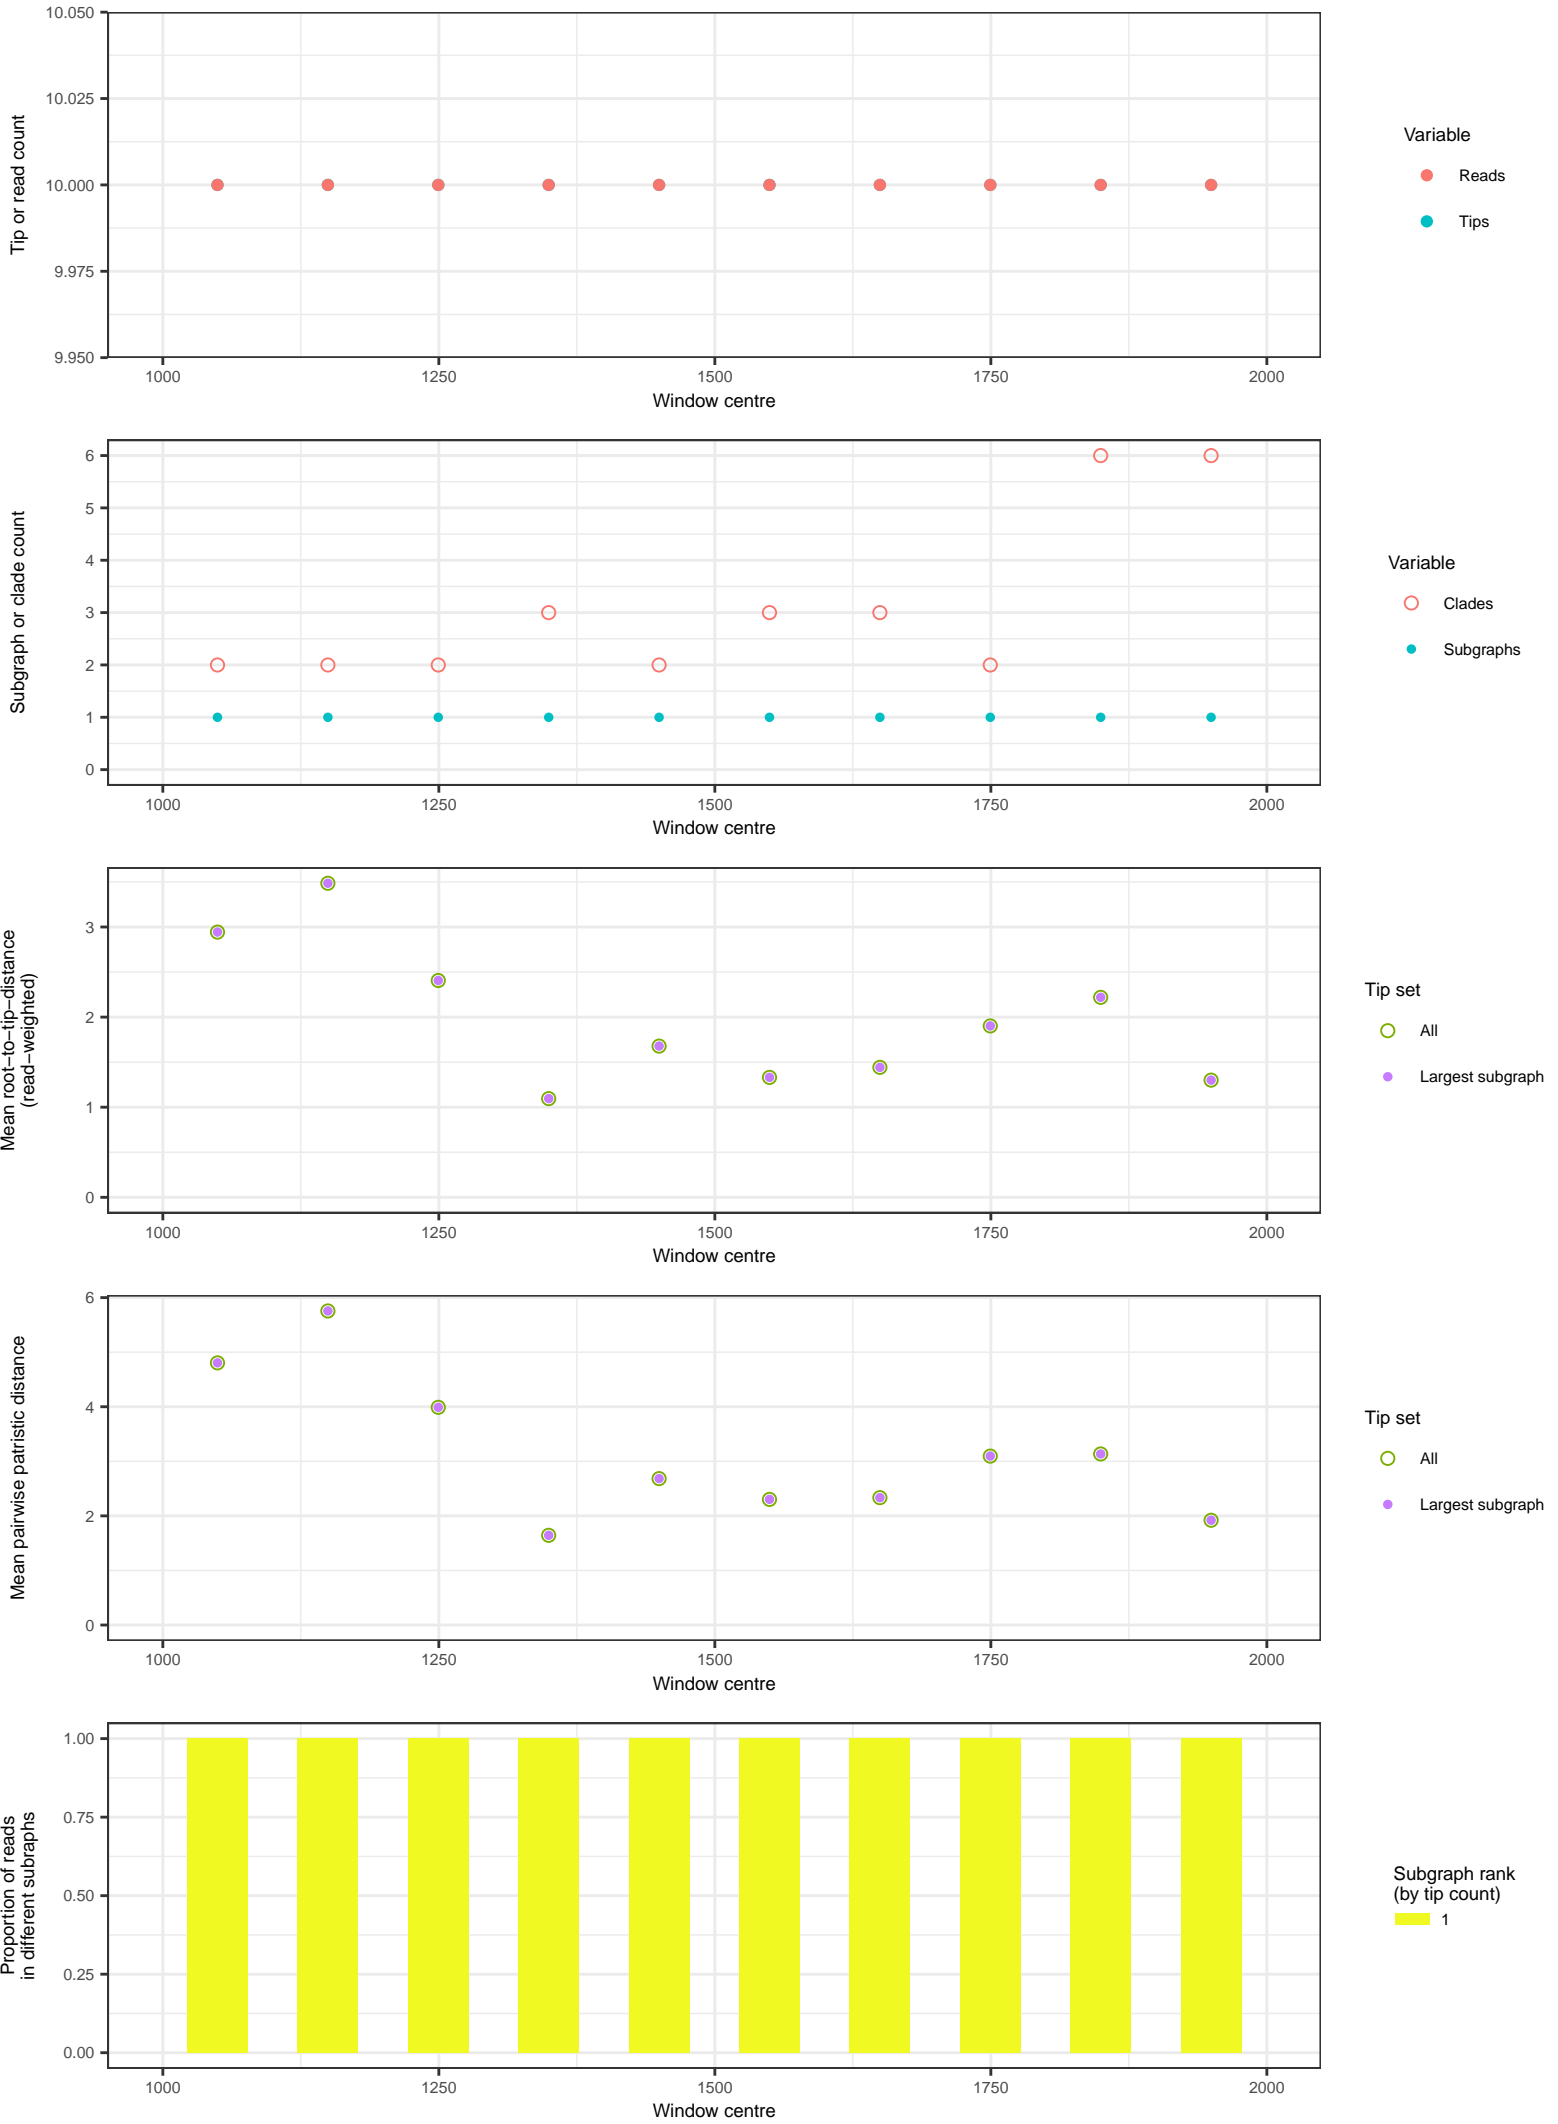 10.050
10.025
10.000
9.975
9.950
Tip or read count
1000 1250 1500 1750 2000
Window centre
Variable
Reads
Tips
6
5
4
3
2
1
0
Subgraph or clade count
1000 1250 1500 1750 2000
Window centre
Variable
Clades
Subgraphs
3
2
1
0
Mean root−to−tip−distance
(read−weighted)
1000 1250 1500 1750 2000
Window centre
Tip set
All
Largest subgraph
6
4
2
0
Mean pairwise patristic distance
1000 1250 1500 1750 2000
Window centre
Tip set
All
Largest subgraph
1.00
0.75
0.50
0.25
0.00
Proportion of reads
in different subraphs
1000 1250 1500 1750 2000
Window centre
Subgraph rank
(by tip count)
1